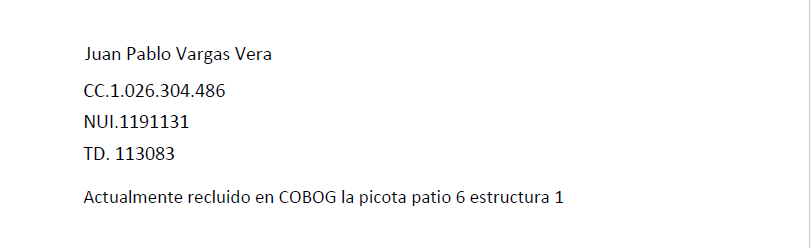 Juan Pablo Vargas Vera
CC.1.026.304.486
NUI.1191131
TD. 113083
Actualmente recluido en COBOG la picota patio 6 estructura 1